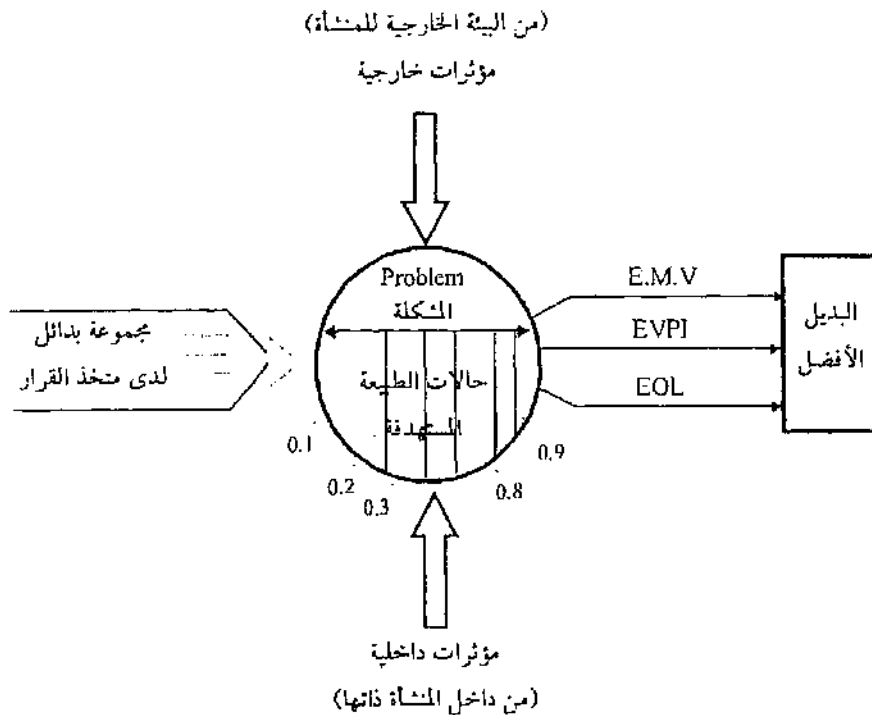 (من البيئة الخارجية للمنشأة)
مؤثرات خارجية
Problem
المشكلة
حالات الطبيعة
المستهدفة
مجموعة بدائل
لدى متخذ القرار
E.M.V
EVPI
EOL
البديل
الأفضل
0.1
0.2
0.3
0.8
0.9
مؤثرات داخلية
(من داخل المنشأة ذاتها)